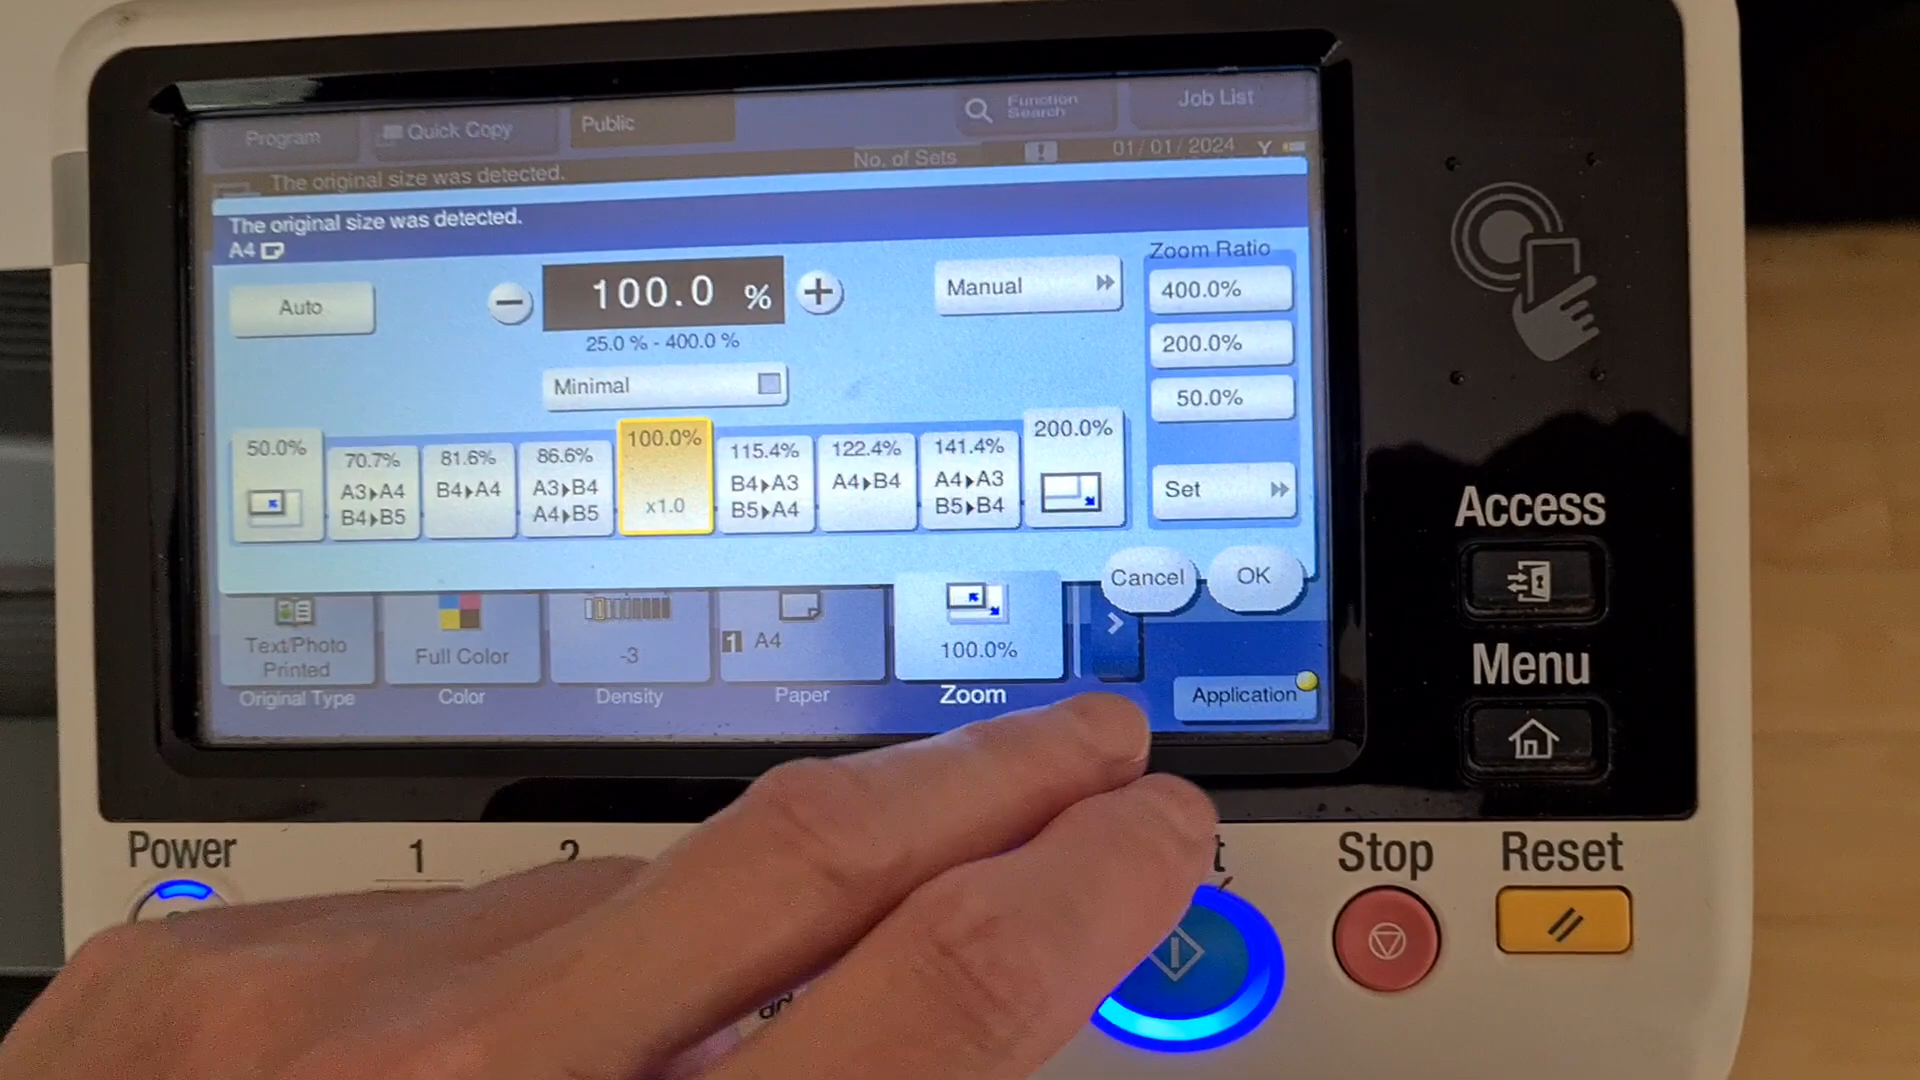 Program
Quick Copy
Public
Function
Search
Job List
The original size was detected.
No. of Sets
!
01/01/2024
Y
The original size was detected.
A4
Auto
−
100.0 %
+
Manual
25.0 % - 400.0 %
Minimal
Zoom Ratio
400.0%
200.0%
50.0%
Set
50.0%
70.7%
A3▸A4
B4▸B5
81.6%
B4▸A4
86.6%
A3▸B4
A4▸B5
100.0%
x1.0
115.4%
B4▸A3
B5▸A4
122.4%
A4▸B4
141.4%
A4▸A3
B5▸B4
200.0%
Cancel
OK
Text/Photo
Printed
Original Type
Full Color
Color
-3
Density
1 A4
Paper
100.0%
Zoom
Application
Access
Menu
Power
1
2
Stop
Reset